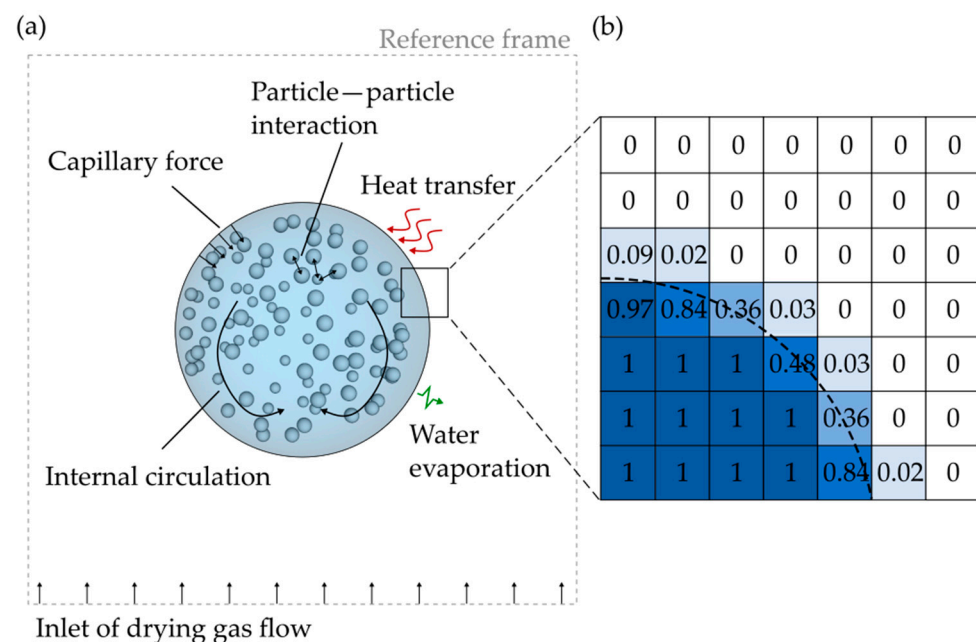 (a)
Reference frame
Particle—particle
interaction
Capillary force
Heat transfer
Internal circulation
Water
evaporation
Inlet of drying gas flow
(b)
0 0 0 0 0 0 0
0 0 0 0 0 0 0
0.09 0.02 0 0 0 0 0
0.97 0.84 0.36 0.03 0 0 0
1 1 1 0.48 0.03 0 0
1 1 1 1 0.36 0 0
1 1 1 1 0.84 0.02 0